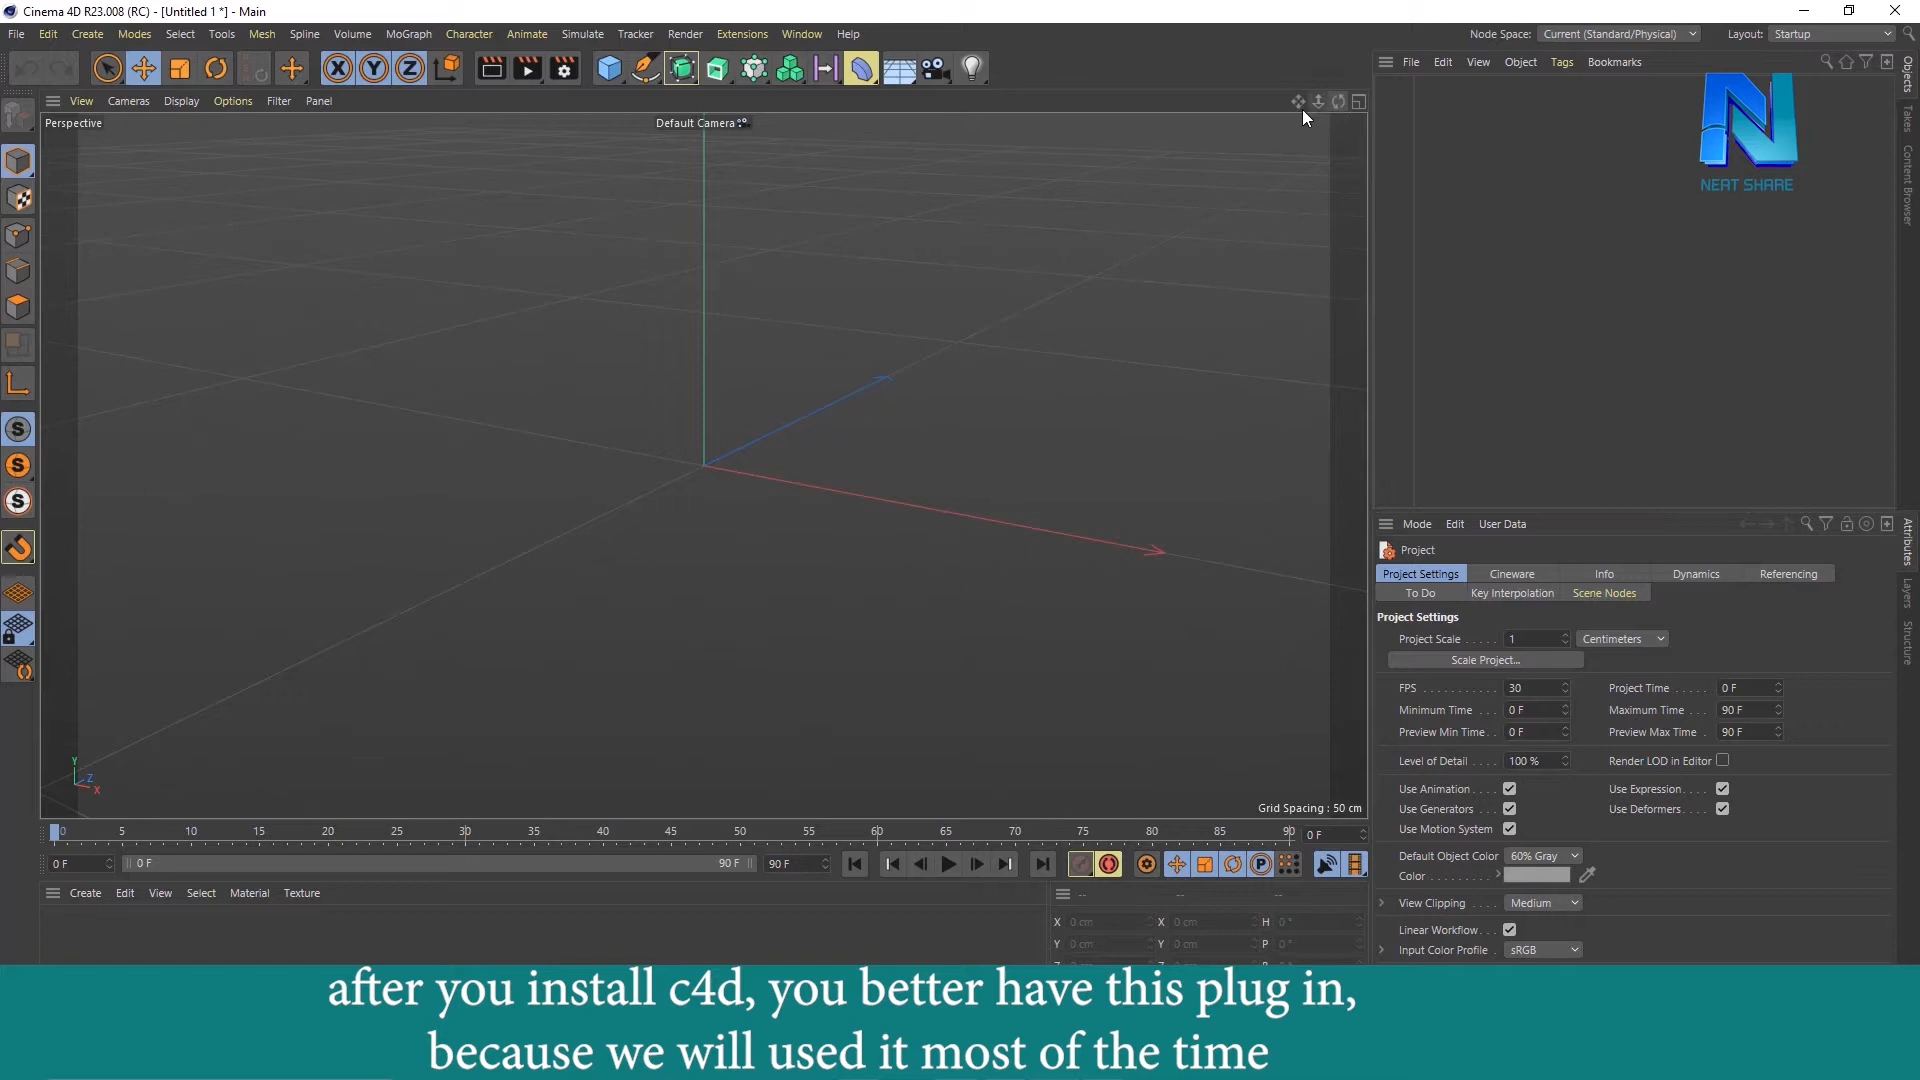 Cinema 4D R23.008 (RC) - [Untitled 1 *] - Main
File Edit Create Modes Select Tools Mesh Spline Volume MoGraph Character Animate Simulate Tracker Render Extensions Window Help
Node Space: Current (Standard/Physical) Layout: Startup
X Y Z
File Edit View Object Tags Bookmarks
View Cameras Display Options Filter Panel
Perspective
Default Camera
NERT SHARE
Objects
Takes
Content Browser
S
S
S
Y
Z
X
Grid Spacing : 50 cm
Mode Edit User Data
Project
Project Settings Cineware Info Dynamics Referencing
To Do Key Interpolation Scene Nodes
Project Settings
Project Scale . . . . . 1 Centimeters
Scale Project...
FPS . . . . . . . . . . . 30 Project Time . . . . . 0 F
Minimum Time . . . 0 F Maximum Time . . . 90 F
Preview Min Time . . 0 F Preview Max Time . 90 F
Level of Detail . . . . 100 % Render LOD in Editor
Use Animation . . . . Use Expression . . . .
Use Generators . . . . Use Deformers . . . .
Use Motion System
Default Object Color 60% Gray
Color . . . . . . . . .
View Clipping . . . . Medium
Linear Workflow . . .
Input Color Profile . sRGB
Attributes
Layers
Structure
0 5 10 15 20 25 30 35 40 45 50 55 60 65 70 75 80 85 90 0 F
0 F 0 F 90 F 90 F
P
Create Edit View Select Material Texture
-- -- --
X 0 cm X 0 cm H 0 °
Y 0 cm Y 0 cm P 0 °
after you install c4d, you better have this plug in,
because we will used it most of the time